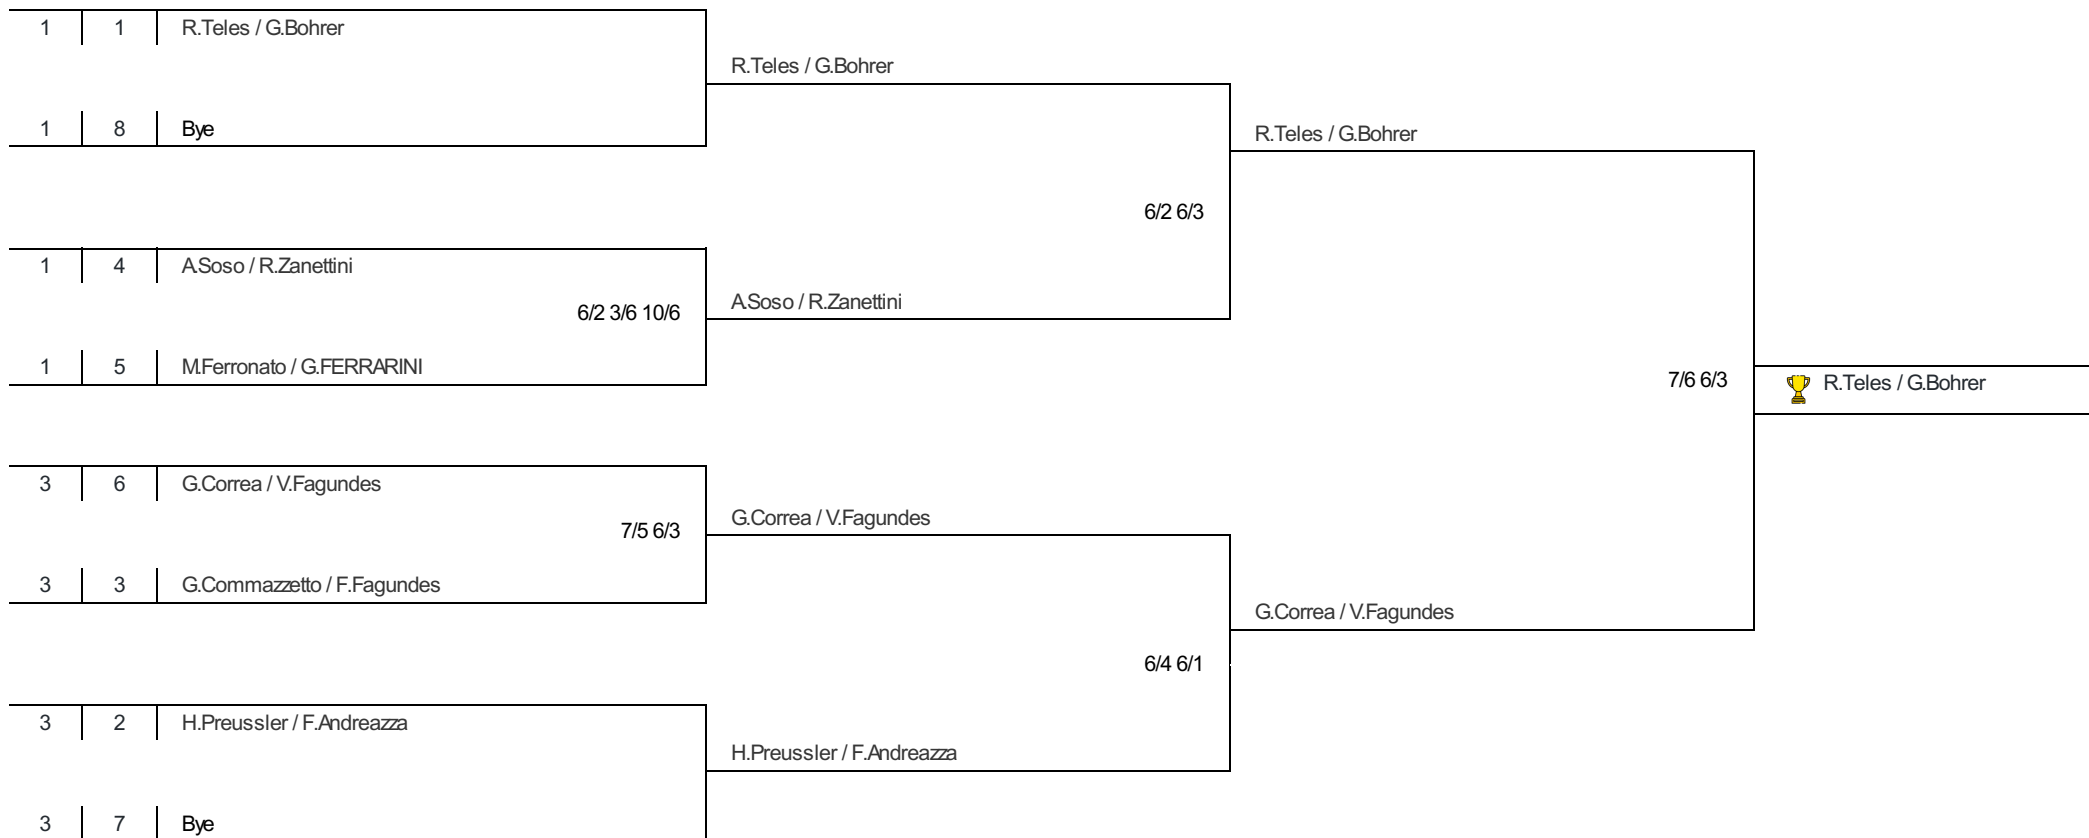 1 1 R.Teles / G.Bohrer
R.Teles / G.Bohrer
1 8 Bye
R.Teles / G.Bohrer
6/2 6/3
1 4 A.Soso / R.Zanettini
A.Soso / R.Zanettini
6/2 3/6 10/6
1 5 M.Ferronato / G.FERRARINI
7/6 6/3
R.Teles / G.Bohrer
3 6 G.Correa / V.Fagundes
G.Correa / V.Fagundes
7/5 6/3
3 3 G.Commazzetto / F.Fagundes
G.Correa / V.Fagundes
6/4 6/1
3 2 H.Preussler / F.Andreazza
H.Preussler / F.Andreazza
3 7 Bye